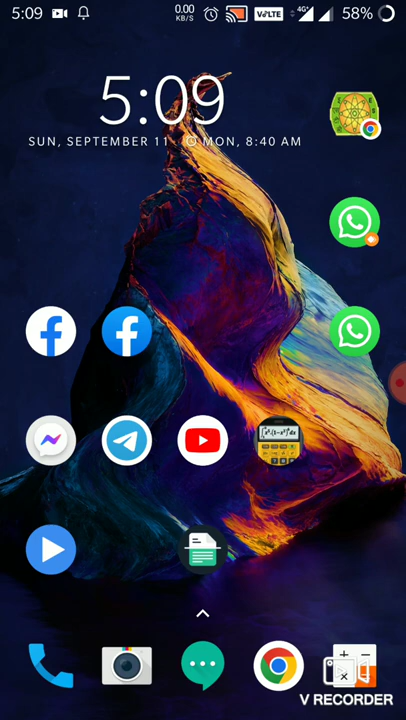 5:09 0.00 KB/S VoLTE 4G+ 58%
5:09
SUN, SEPTEMBER 11 MON, 8:40 AM
V RECORDER